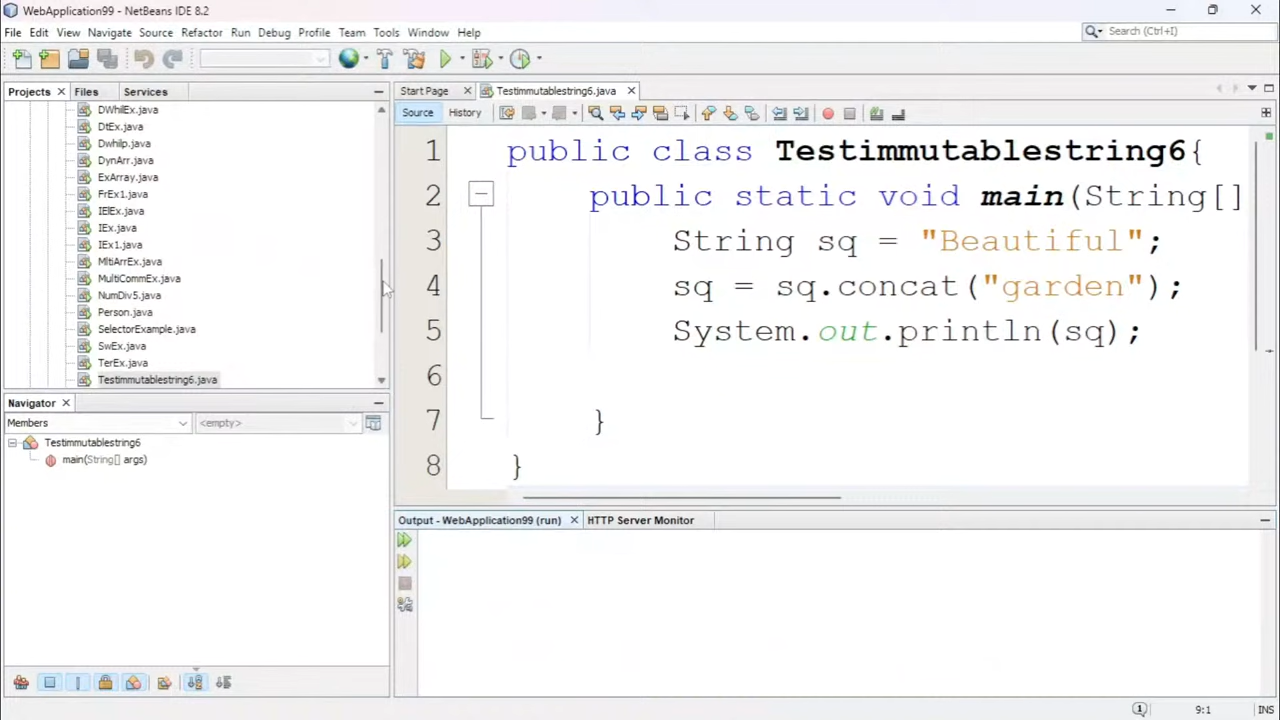 WebApplication99 - NetBeans IDE 8.2
File Edit View Navigate Source Refactor Run Debug Profile Team Tools Window Help
Search (Ctrl+I)
Projects Files Services
DWhilEx.java
DtEx.java
Dwhilp.java
DynArr.java
ExArray.java
FrEx1.java
IElEx.java
IEx.java
IEx1.java
MltiArrEx.java
MultiCommEx.java
NumDiv5.java
Person.java
SelectorExample.java
SwEx.java
TerEx.java
Testimmutablestring6.java
Navigator
Members <empty>
Testimmutablestring6
main(String[] args)
Start Page Testimmutablestring6.java
Source History
1 public class Testimmutablestring6{
2 public static void main(String[]
3 String sq = "Beautiful";
4 sq = sq.concat("garden");
5 System.out.println(sq);
6
7 }
8 }
Output - WebApplication99 (run) HTTP Server Monitor
1 9:1 INS